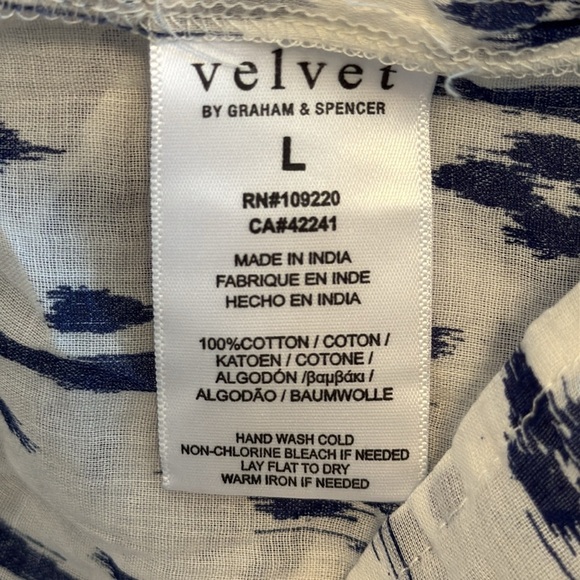 velvet
BY GRAHAM & SPENCER
L
RN#109220
CA#42241
MADE IN INDIA
FABRIQUE EN INDE
HECHO EN INDIA
100%COTTON / COTON /
KATOEN / COTONE /
ALGODÓN /βαμβάκι /
ALGODÃO / BAUMWOLLE
HAND WASH COLD
NON-CHLORINE BLEACH IF NEEDED
LAY FLAT TO DRY
WARM IRON IF NEEDED